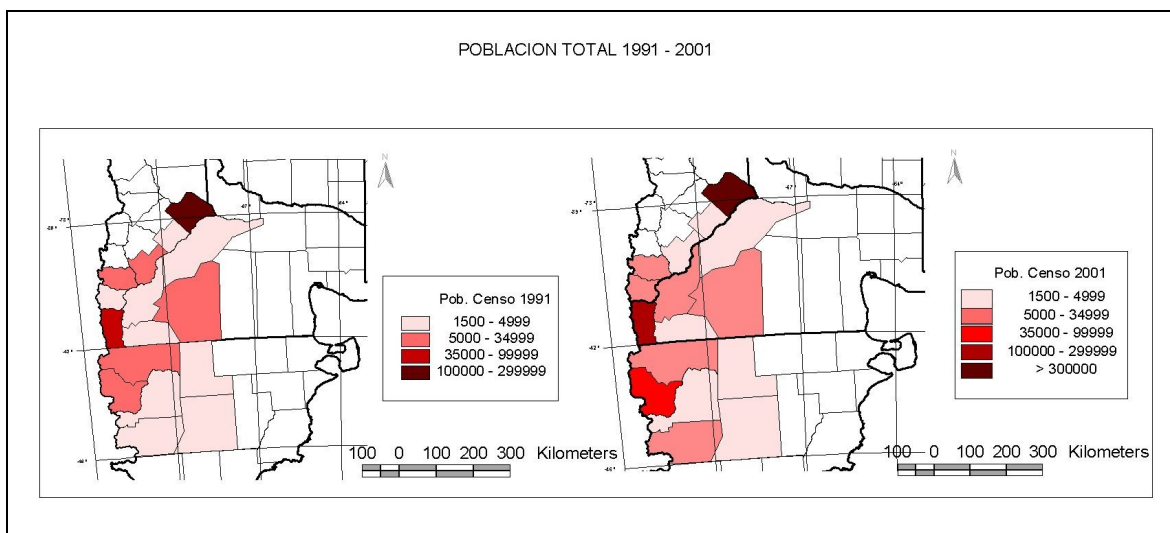 POBLACION TOTAL 1991 - 2001
N
Pob. Censo 1991
1500 - 4999
5000 - 34999
35000 - 99999
100000 - 299999
100 0 100 200 300 Kilometers
N
Pob. Censo 2001
1500 - 4999
5000 - 34999
35000 - 99999
100000 - 299999
> 300000
100 0 100 200 300 Kilometers